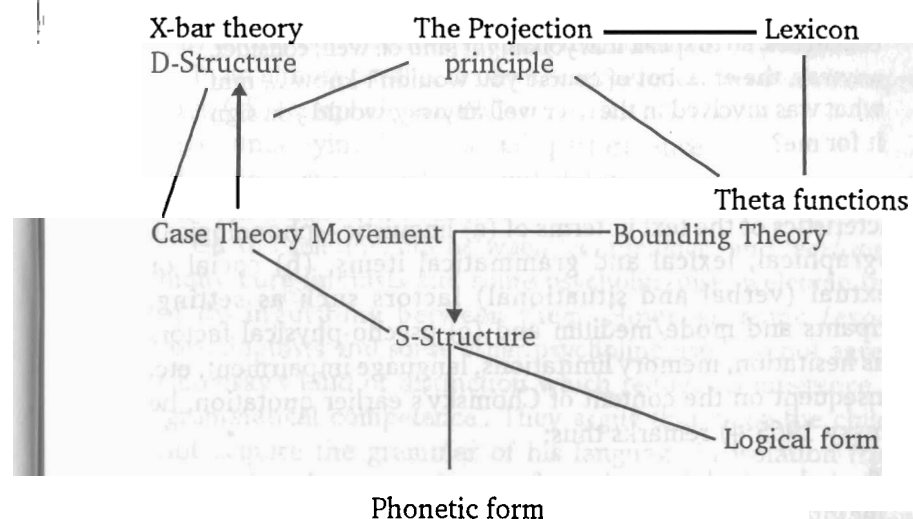 X-bar theory The Projection Lexicon
D-Structure principle
Theta functions
Case Theory Movement Bounding Theory
S-Structure
Logical form
Phonetic form